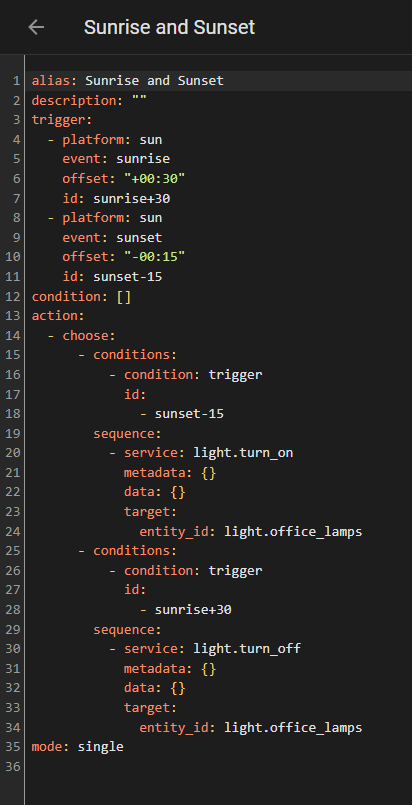 Sunrise and Sunset
1 alias: Sunrise and Sunset
2 description: ""
3 trigger:
4   - platform: sun
5     event: sunrise
6     offset: "+00:30"
7     id: sunrise+30
8   - platform: sun
9     event: sunset
10     offset: "-00:15"
11     id: sunset-15
12 condition: []
13 action:
14   - choose:
15       - conditions:
16           - condition: trigger
17             id:
18               - sunset-15
19         sequence:
20           - service: light.turn_on
21             metadata: {}
22             data: {}
23             target:
24               entity_id: light.office_lamps
25       - conditions:
26           - condition: trigger
27             id:
28               - sunrise+30
29         sequence:
30           - service: light.turn_off
31             metadata: {}
32             data: {}
33             target:
34               entity_id: light.office_lamps
35 mode: single
36